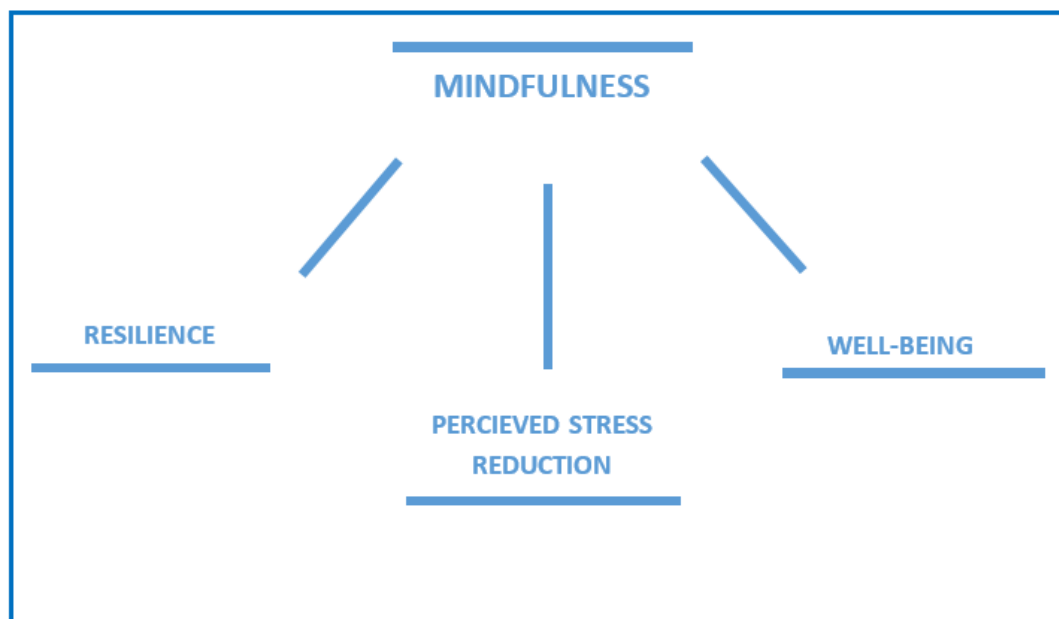 MINDFULNESS
RESILIENCE
WELL-BEING
PERCIEVED STRESS
REDUCTION